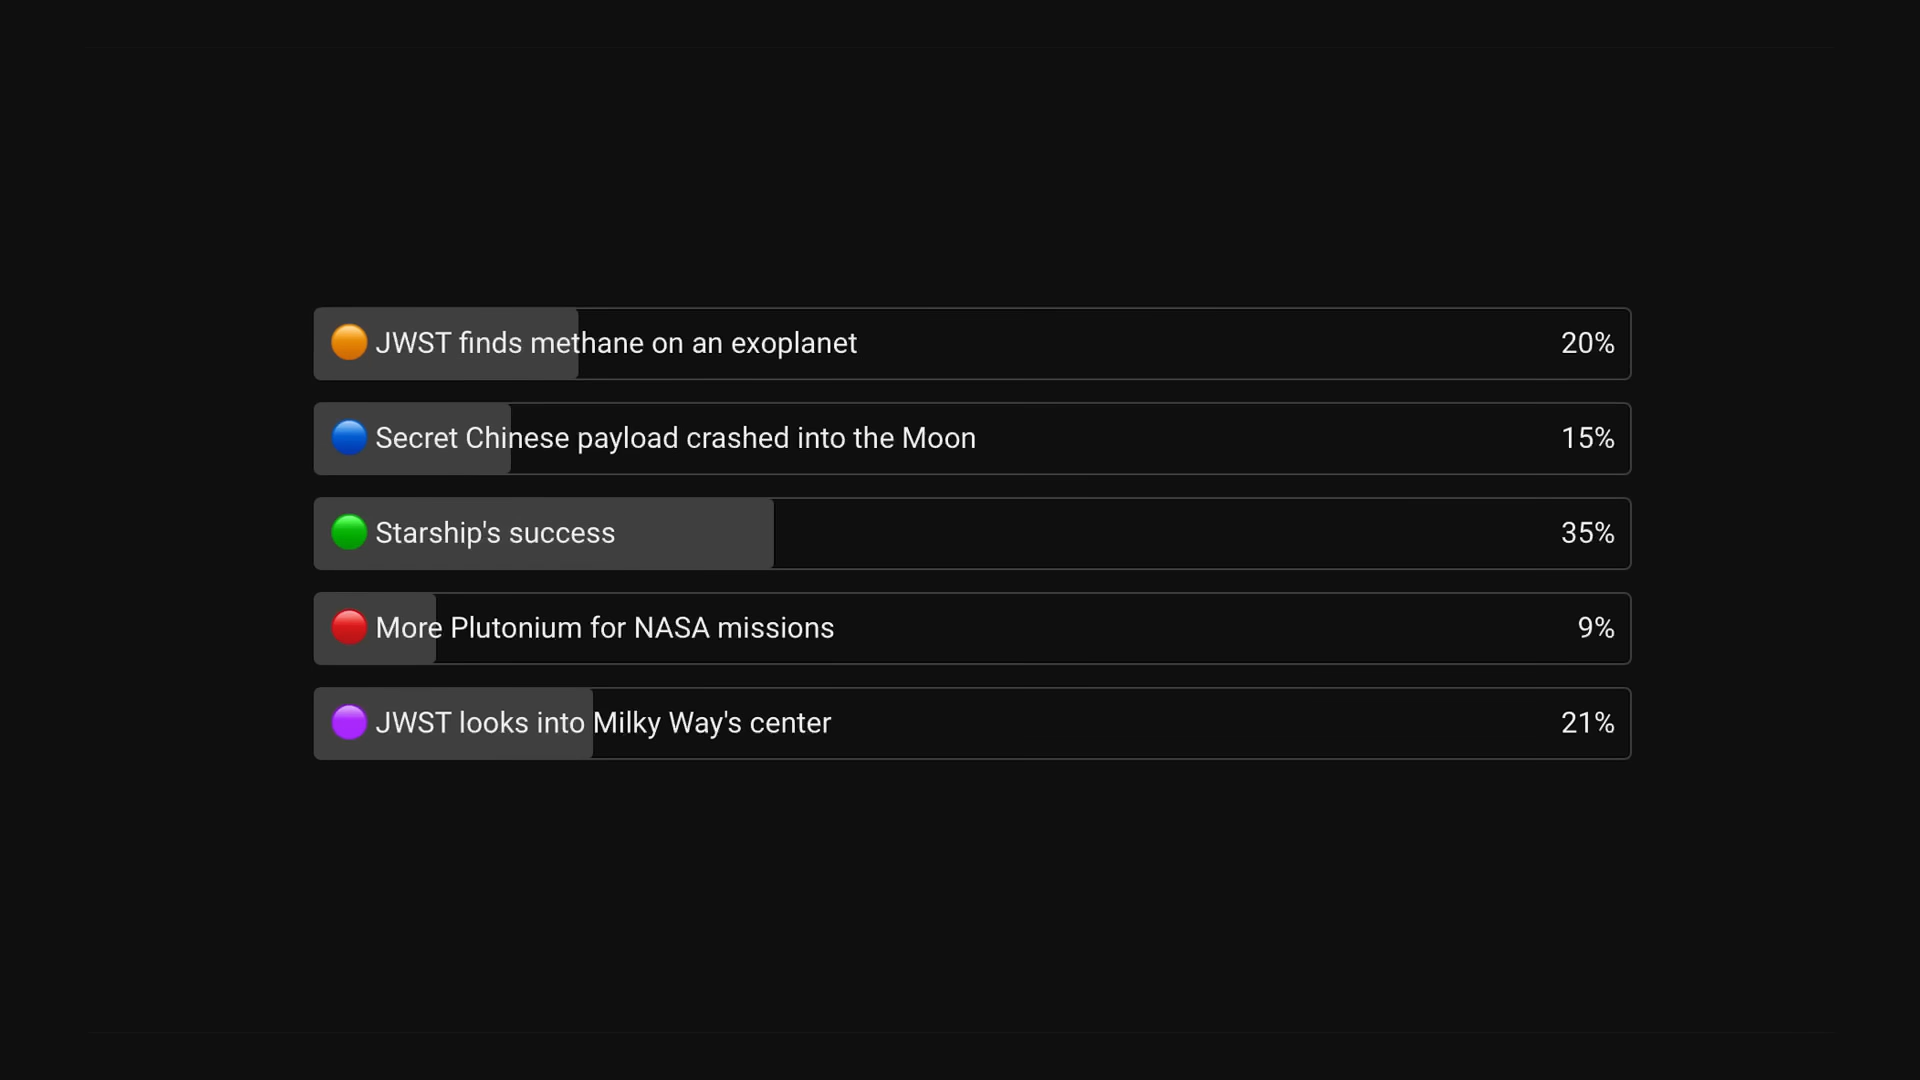 JWST finds methane on an exoplanet 20%
Secret Chinese payload crashed into the Moon 15%
Starship's success 35%
More Plutonium for NASA missions 9%
JWST looks into Milky Way's center 21%